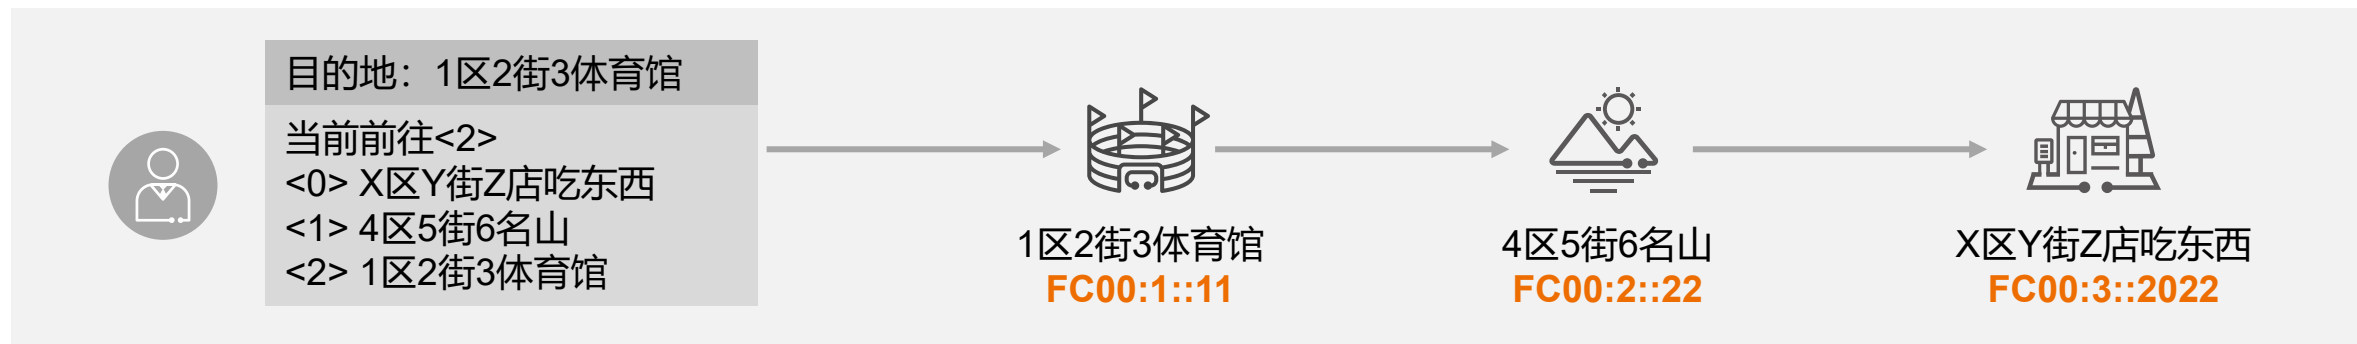 目的地：1区2街3体育馆
当前前往<2>
<0> X区Y街Z店吃东西
<1> 4区5街6名山
<2> 1区2街3体育馆
1区2街3体育馆
FC00:1::11
4区5街6名山
FC00:2::22
X区Y街Z店吃东西
FC00:3::2022